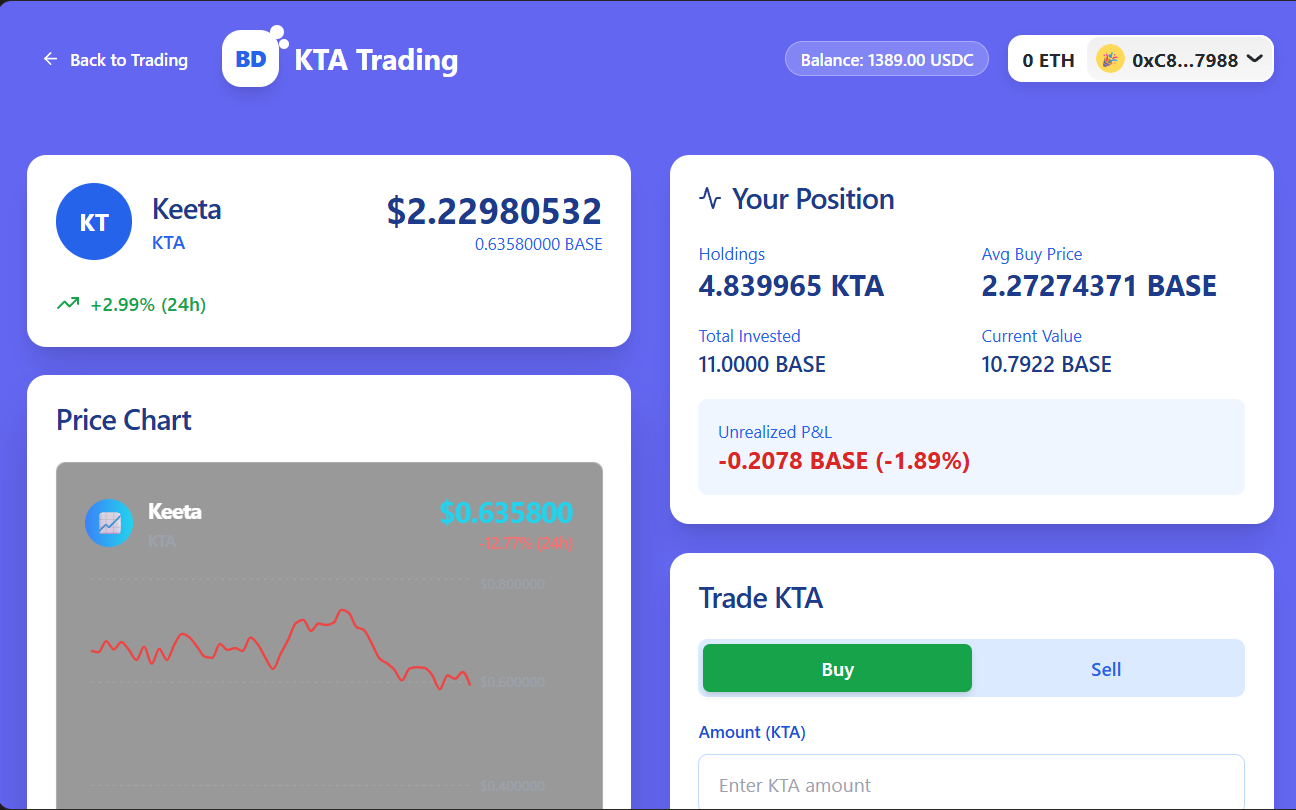 Back to Trading
BD
KTA Trading
Balance: 1389.00 USDC
0 ETH
0xC8...7988
KT
Keeta
KTA
$2.22980532
0.63580000 BASE
+2.99% (24h)
Price Chart
Keeta
KTA
$0.635800
-12.77% (24h)
$0.800000
$0.600000
$0.400000
Your Position
Holdings
4.839965 KTA
Avg Buy Price
2.27274371 BASE
Total Invested
11.0000 BASE
Current Value
10.7922 BASE
Unrealized P&L
-0.2078 BASE (-1.89%)
Trade KTA
Buy
Sell
Amount (KTA)
Enter KTA amount